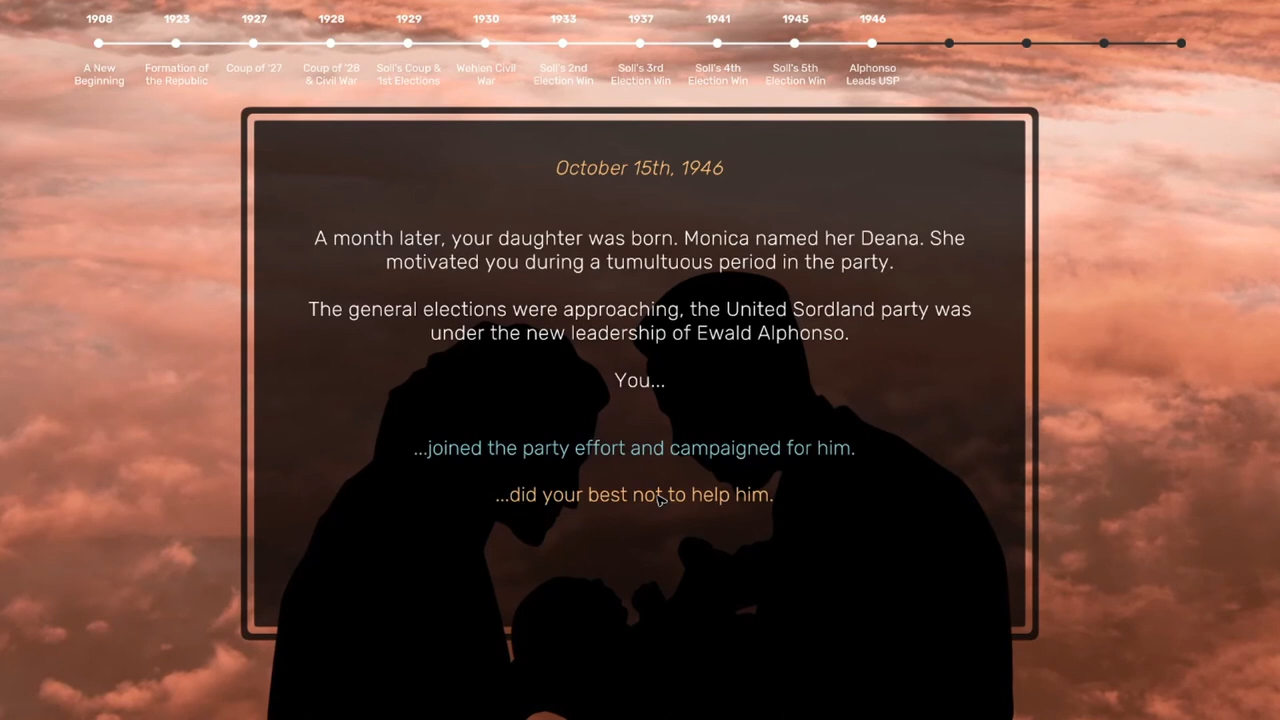 1908 1923 1927 1928 1929 1930 1933 1937 1941 1945 1946
A New Formation of Coup of '27 Coup of '28 Soll's Coup & Wehlen Civil Soll's 2nd Soll's 3rd Soll's 4th Soll's 5th Alphonso
Beginning the Republic & Civil War 1st Elections War Election Win Election Win Election Win Election Win Leads USP
October 15th, 1946
A month later, your daughter was born. Monica named her Deana. She
motivated you during a tumultuous period in the party.
The general elections were approaching, the United Sordland party was
under the new leadership of Ewald Alphonso.
You...
...joined the party effort and campaigned for him.
...did your best not to help him.